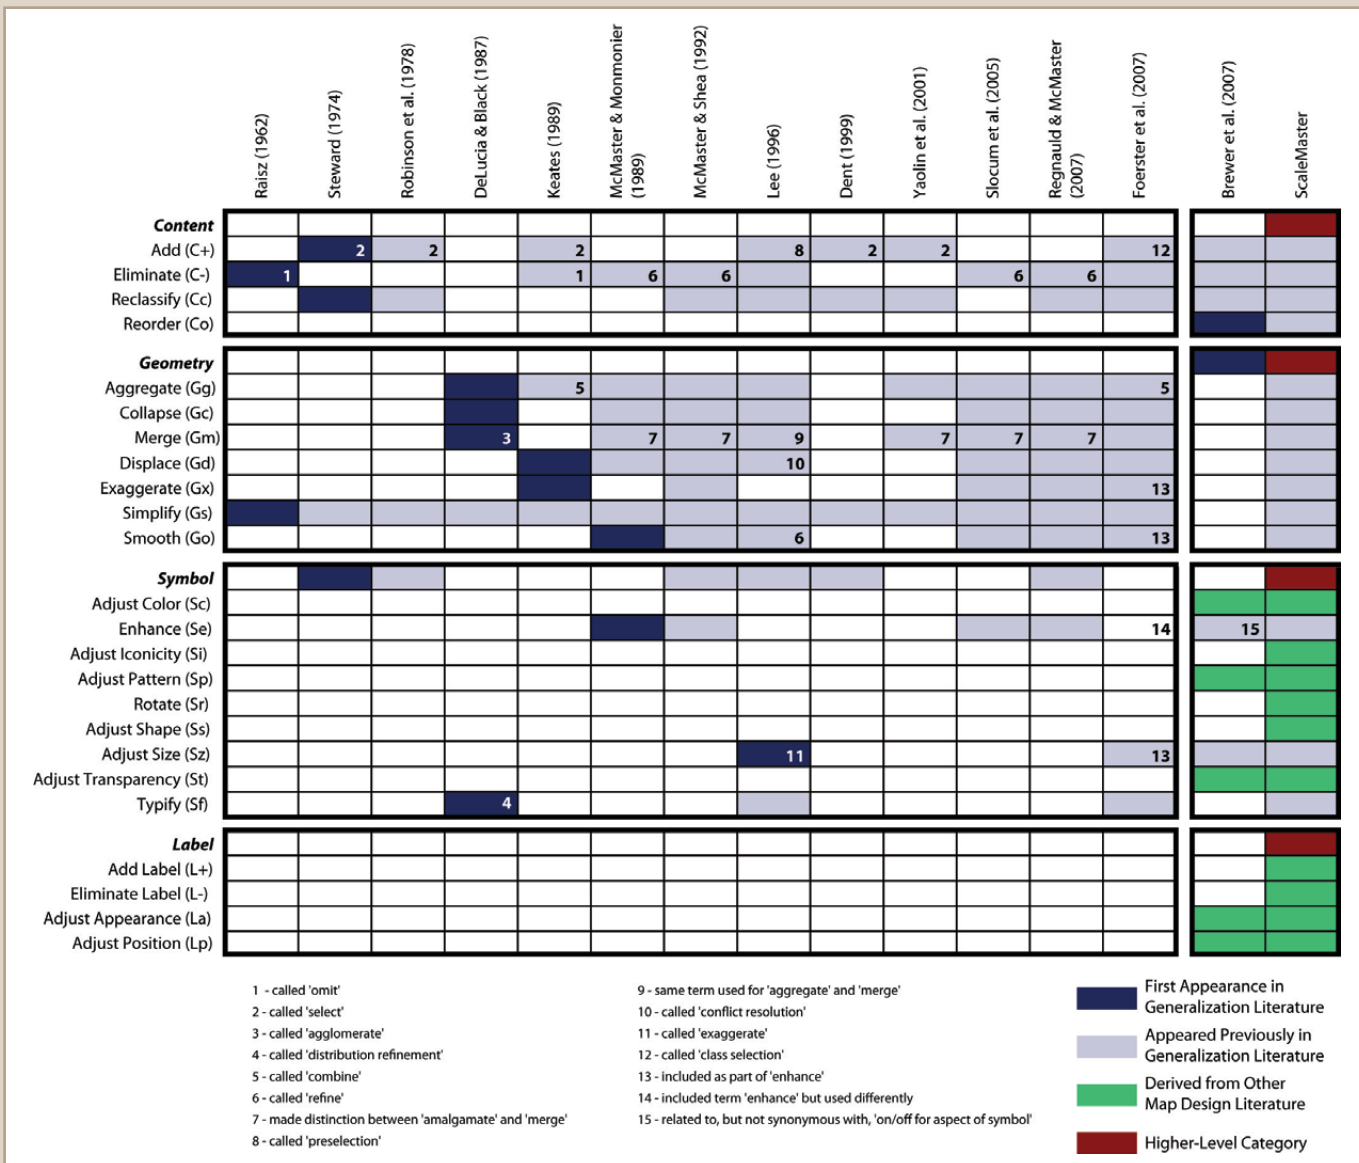 Raisz (1962)
Steward (1974)
Robinson et al. (1978)
DeLucia & Black (1987)
Keates (1989)
McMaster & Monmonier
(1989)
McMaster & Shea (1992)
Lee (1996)
Dent (1999)
Yaolin et al. (2001)
Slocum et al. (2005)
Regnauld & McMaster
(2007)
Foerster et al. (2007)
Brewer et al. (2007)
ScaleMaster
Content
Add (C+) 2 2 2 8 2 2 12
Eliminate (C-) 1 1 6 6 6 6
Reclassify (Cc)
Reorder (Co)
Geometry
Aggregate (Gg) 5 5
Collapse (Gc)
Merge (Gm) 3 7 7 9 7 7 7
Displace (Gd) 10
Exaggerate (Gx) 13
Simplify (Gs)
Smooth (Go) 6 13
Symbol
Adjust Color (Sc)
Enhance (Se) 14 15
Adjust Iconicity (Si)
Adjust Pattern (Sp)
Rotate (Sr)
Adjust Shape (Ss)
Adjust Size (Sz) 11 13
Adjust Transparency (St)
Typify (Sf) 4
Label
Add Label (L+)
Eliminate Label (L-)
Adjust Appearance (La)
Adjust Position (Lp)
1 - called 'omit'
2 - called 'select'
3 - called 'agglomerate'
4 - called 'distribution refinement'
5 - called 'combine'
6 - called 'refine'
7 - made distinction between 'amalgamate' and 'merge'
8 - called 'preselection'
9 - same term used for 'aggregate' and 'merge'
10 - called 'conflict resolution'
11 - called 'exaggerate'
12 - called 'class selection'
13 - included as part of 'enhance'
14 - included term 'enhance' but used differently
15 - related to, but not synonymous with, 'on/off for aspect of symbol'
First Appearance in
Generalization Literature
Appeared Previously in
Generalization Literature
Derived from Other
Map Design Literature
Higher-Level Category